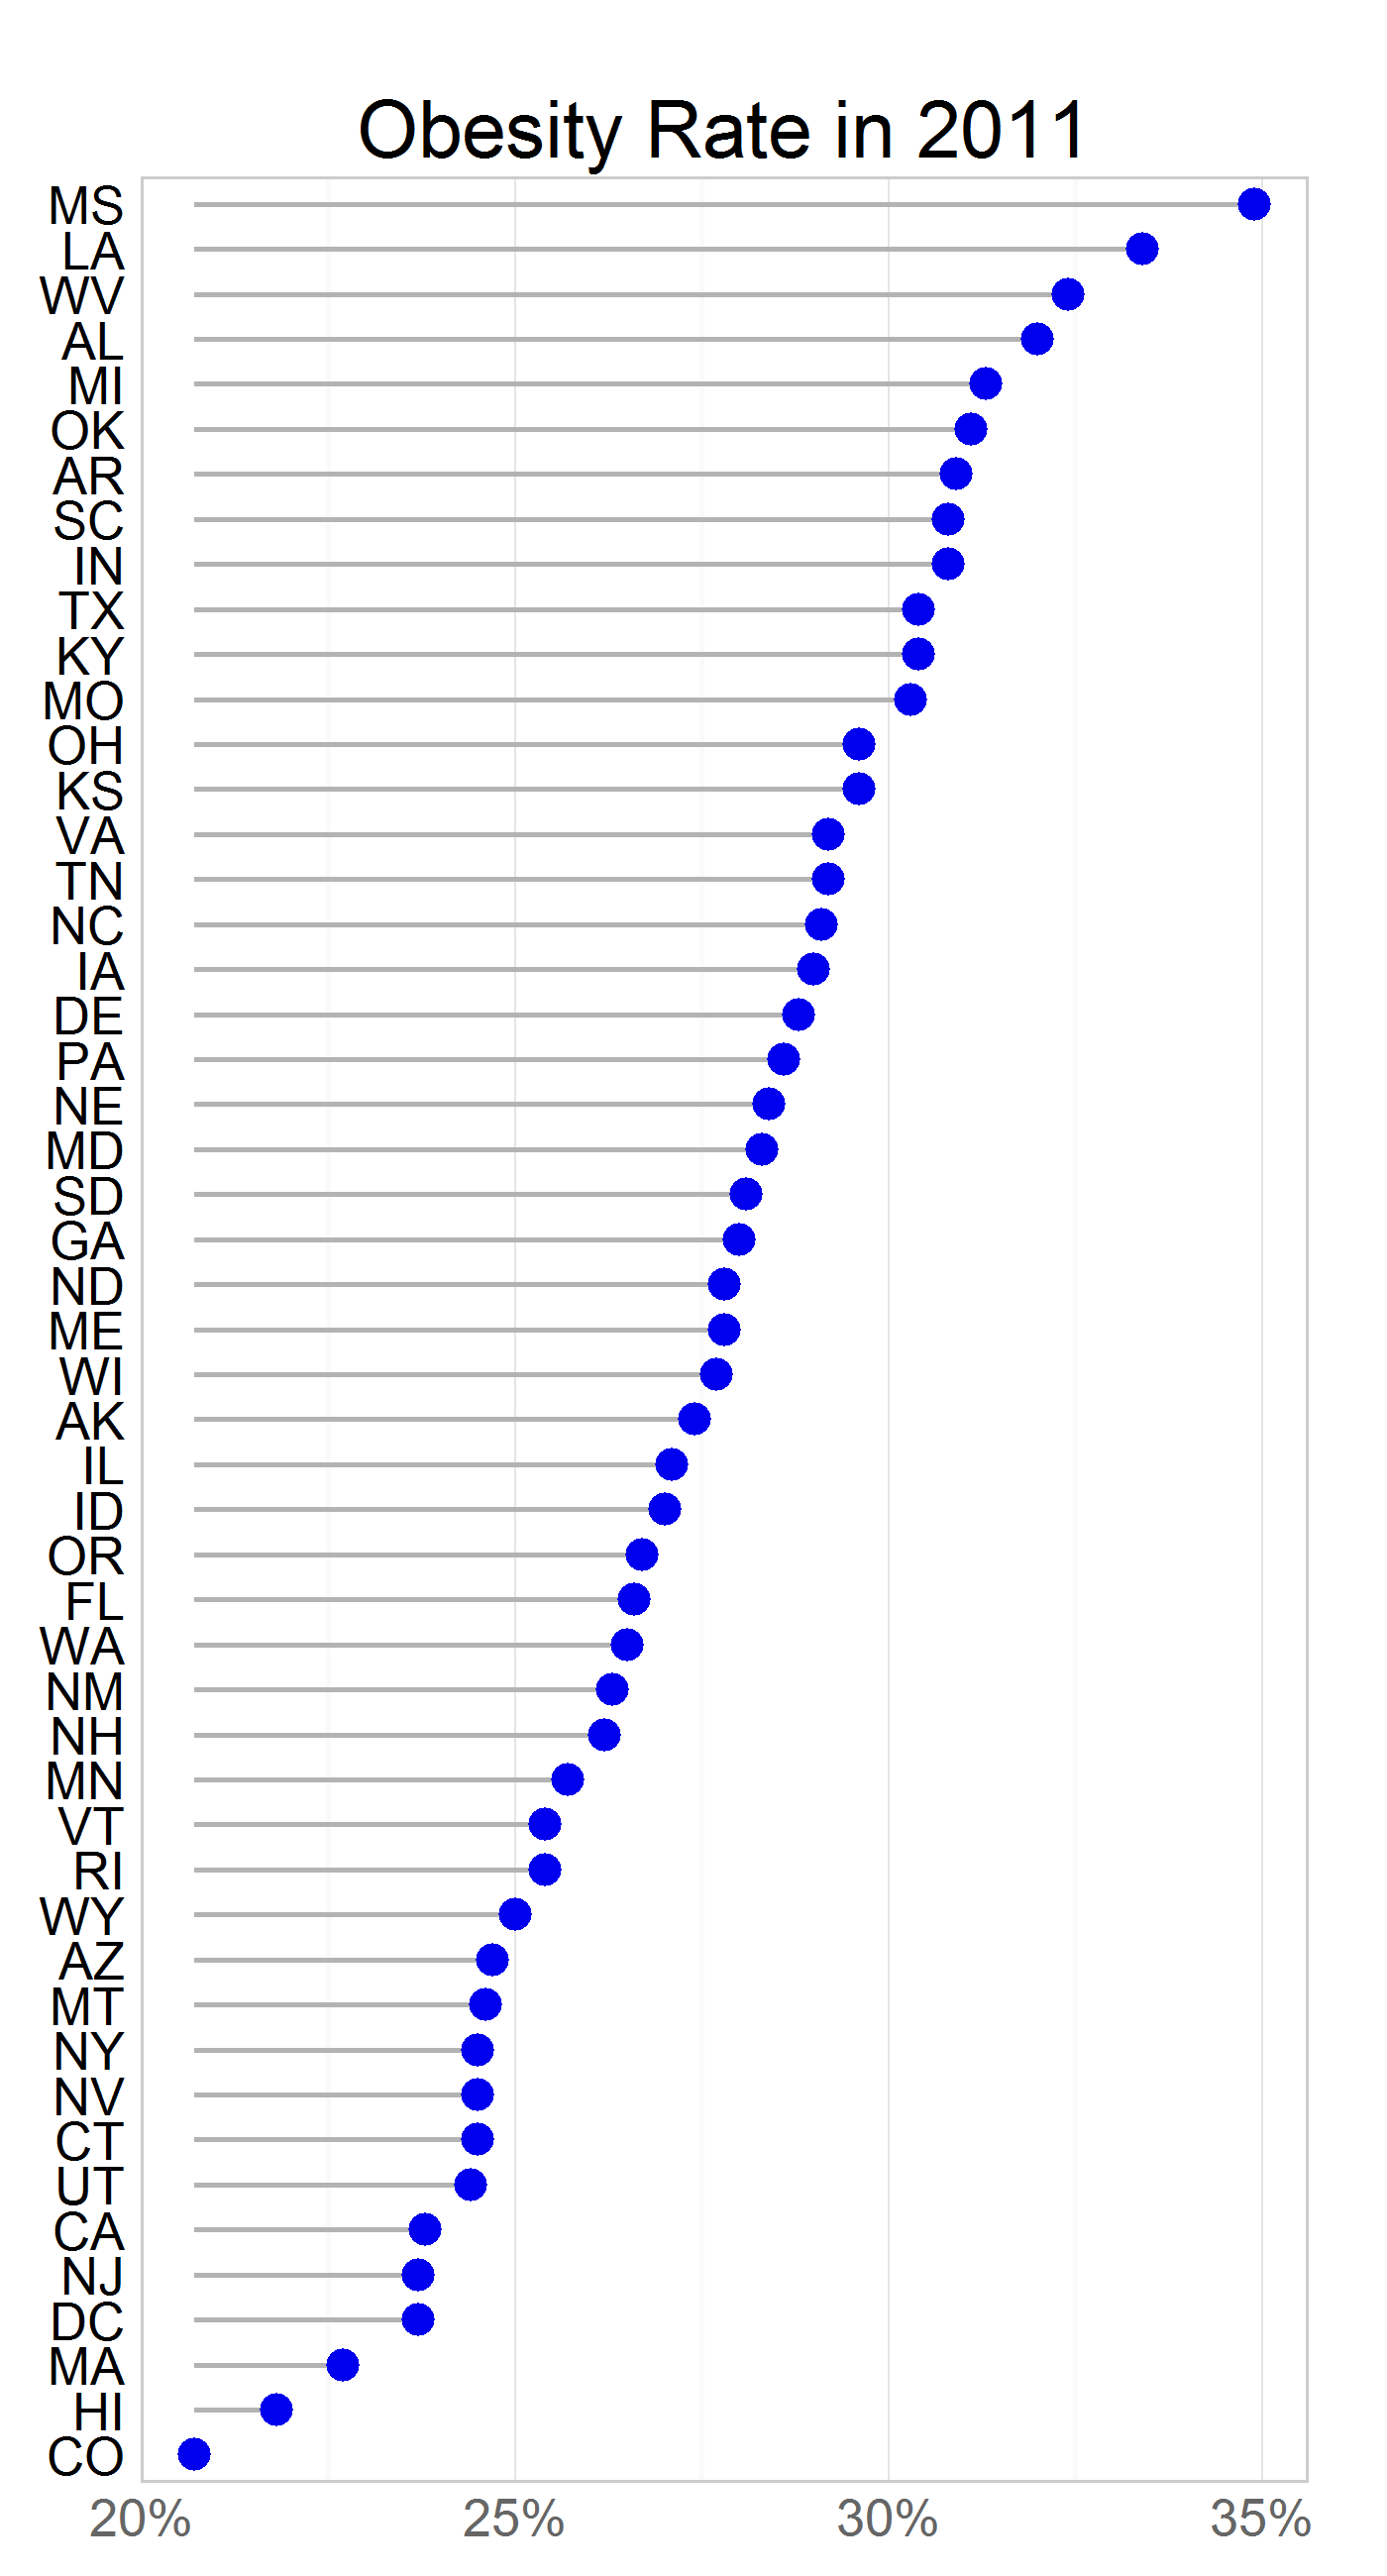 Obesity Rate in 2011
MS
LA
WV
AL
MI
OK
AR
SC
IN
TX
KY
MO
OH
KS
VA
TN
NC
IA
DE
PA
NE
MD
SD
GA
ND
ME
WI
AK
IL
ID
OR
FL
WA
NM
NH
MN
VT
RI
WY
AZ
MT
NY
NV
CT
UT
CA
NJ
DC
MA
HI
CO
20% 25% 30% 35%